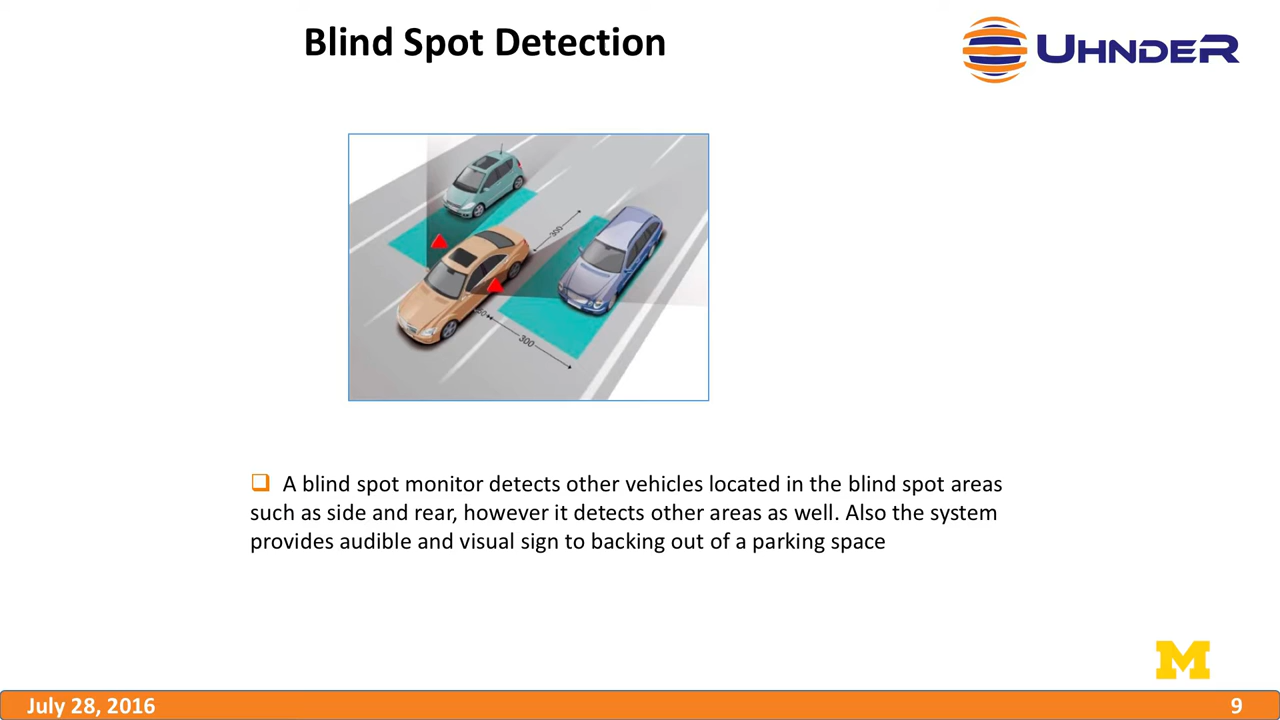 Blind Spot Detection
UHNDER
300
300
A blind spot monitor detects other vehicles located in the blind spot areas
such as side and rear, however it detects other areas as well. Also the system
provides audible and visual sign to backing out of a parking space
M
July 28, 2016
9